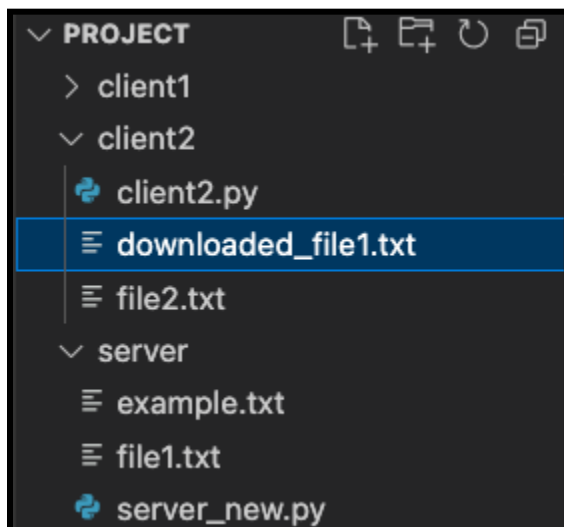 PROJECT
client1
client2
client2.py
downloaded_file1.txt
file2.txt
server
example.txt
file1.txt
server_new.py